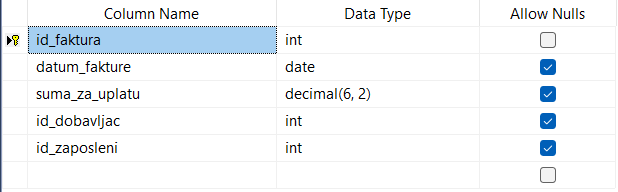 Column Name Data Type Allow Nulls
id_faktura int
datum_fakture date
suma_za_uplatu decimal(6, 2)
id_dobavljac int
id_zaposleni int